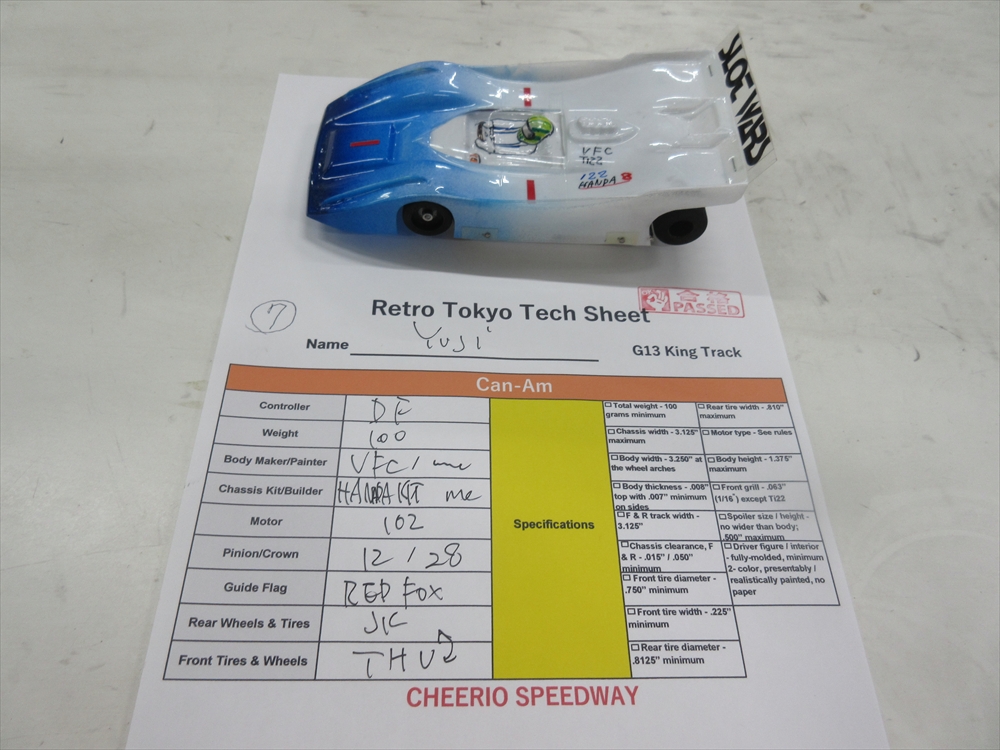 SLOT WARS
VFC
Ti22
122
HANDA 8
合格
PASSED
7
Retro Tokyo Tech Sheet
Name YUJI
G13 King Track
Can-Am
Controller DF
Weight 100
Body Maker/Painter VFC / me
Chassis Kit/Builder HANDA KIT me
Motor 102
Pinion/Crown 12 / 28
Guide Flag RED FOX
Rear Wheels & Tires JK
Front Tires & Wheels
Specifications
□ Total weight - 100 grams minimum
□ Chassis width - 3.125" maximum
□ Body width - 3.250" at the wheel arches
□ Body thickness - .008" top with .007" minimum on sides
□ F & R track width - 3.125"
□ Chassis clearance, F & R - .015" / .050" minimum
□ Front tire diameter - .750" minimum
□ Front tire width - .225" minimum
□ Rear tire diameter - .8125" minimum
□ Rear tire width - .810" maximum
□ Motor type - See rules
□ Body height - 1.375" maximum
□ Front grill - .063" (1/16") except Ti22
□ Spoiler size / height - no wider than body; .500" maximum
□ Driver figure / interior - fully-molded, minimum 2- color, presentably / realistically painted, no paper
CHEERIO SPEEDWAY